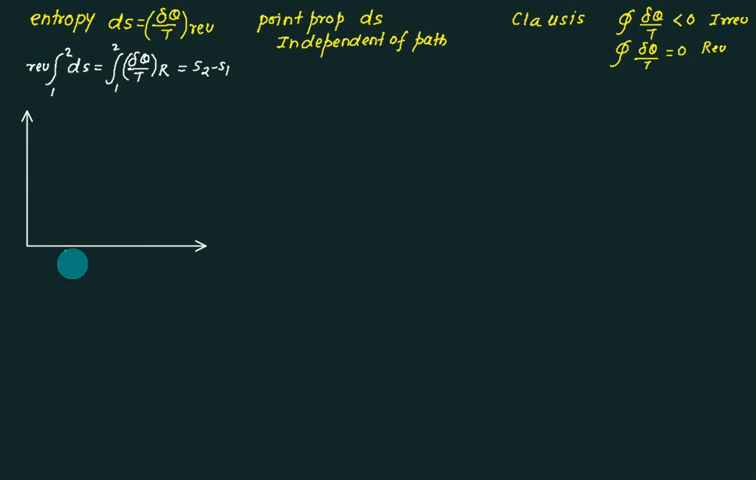 entropy ds=(δQ/T)rev
point prop ds
Independent of path
Clausis ∮ δQ/T < 0 Irrev
∮ δQ/T = 0 Rev
rev ∫₁² ds = ∫₁² (δQ/T)R = S₂-S₁